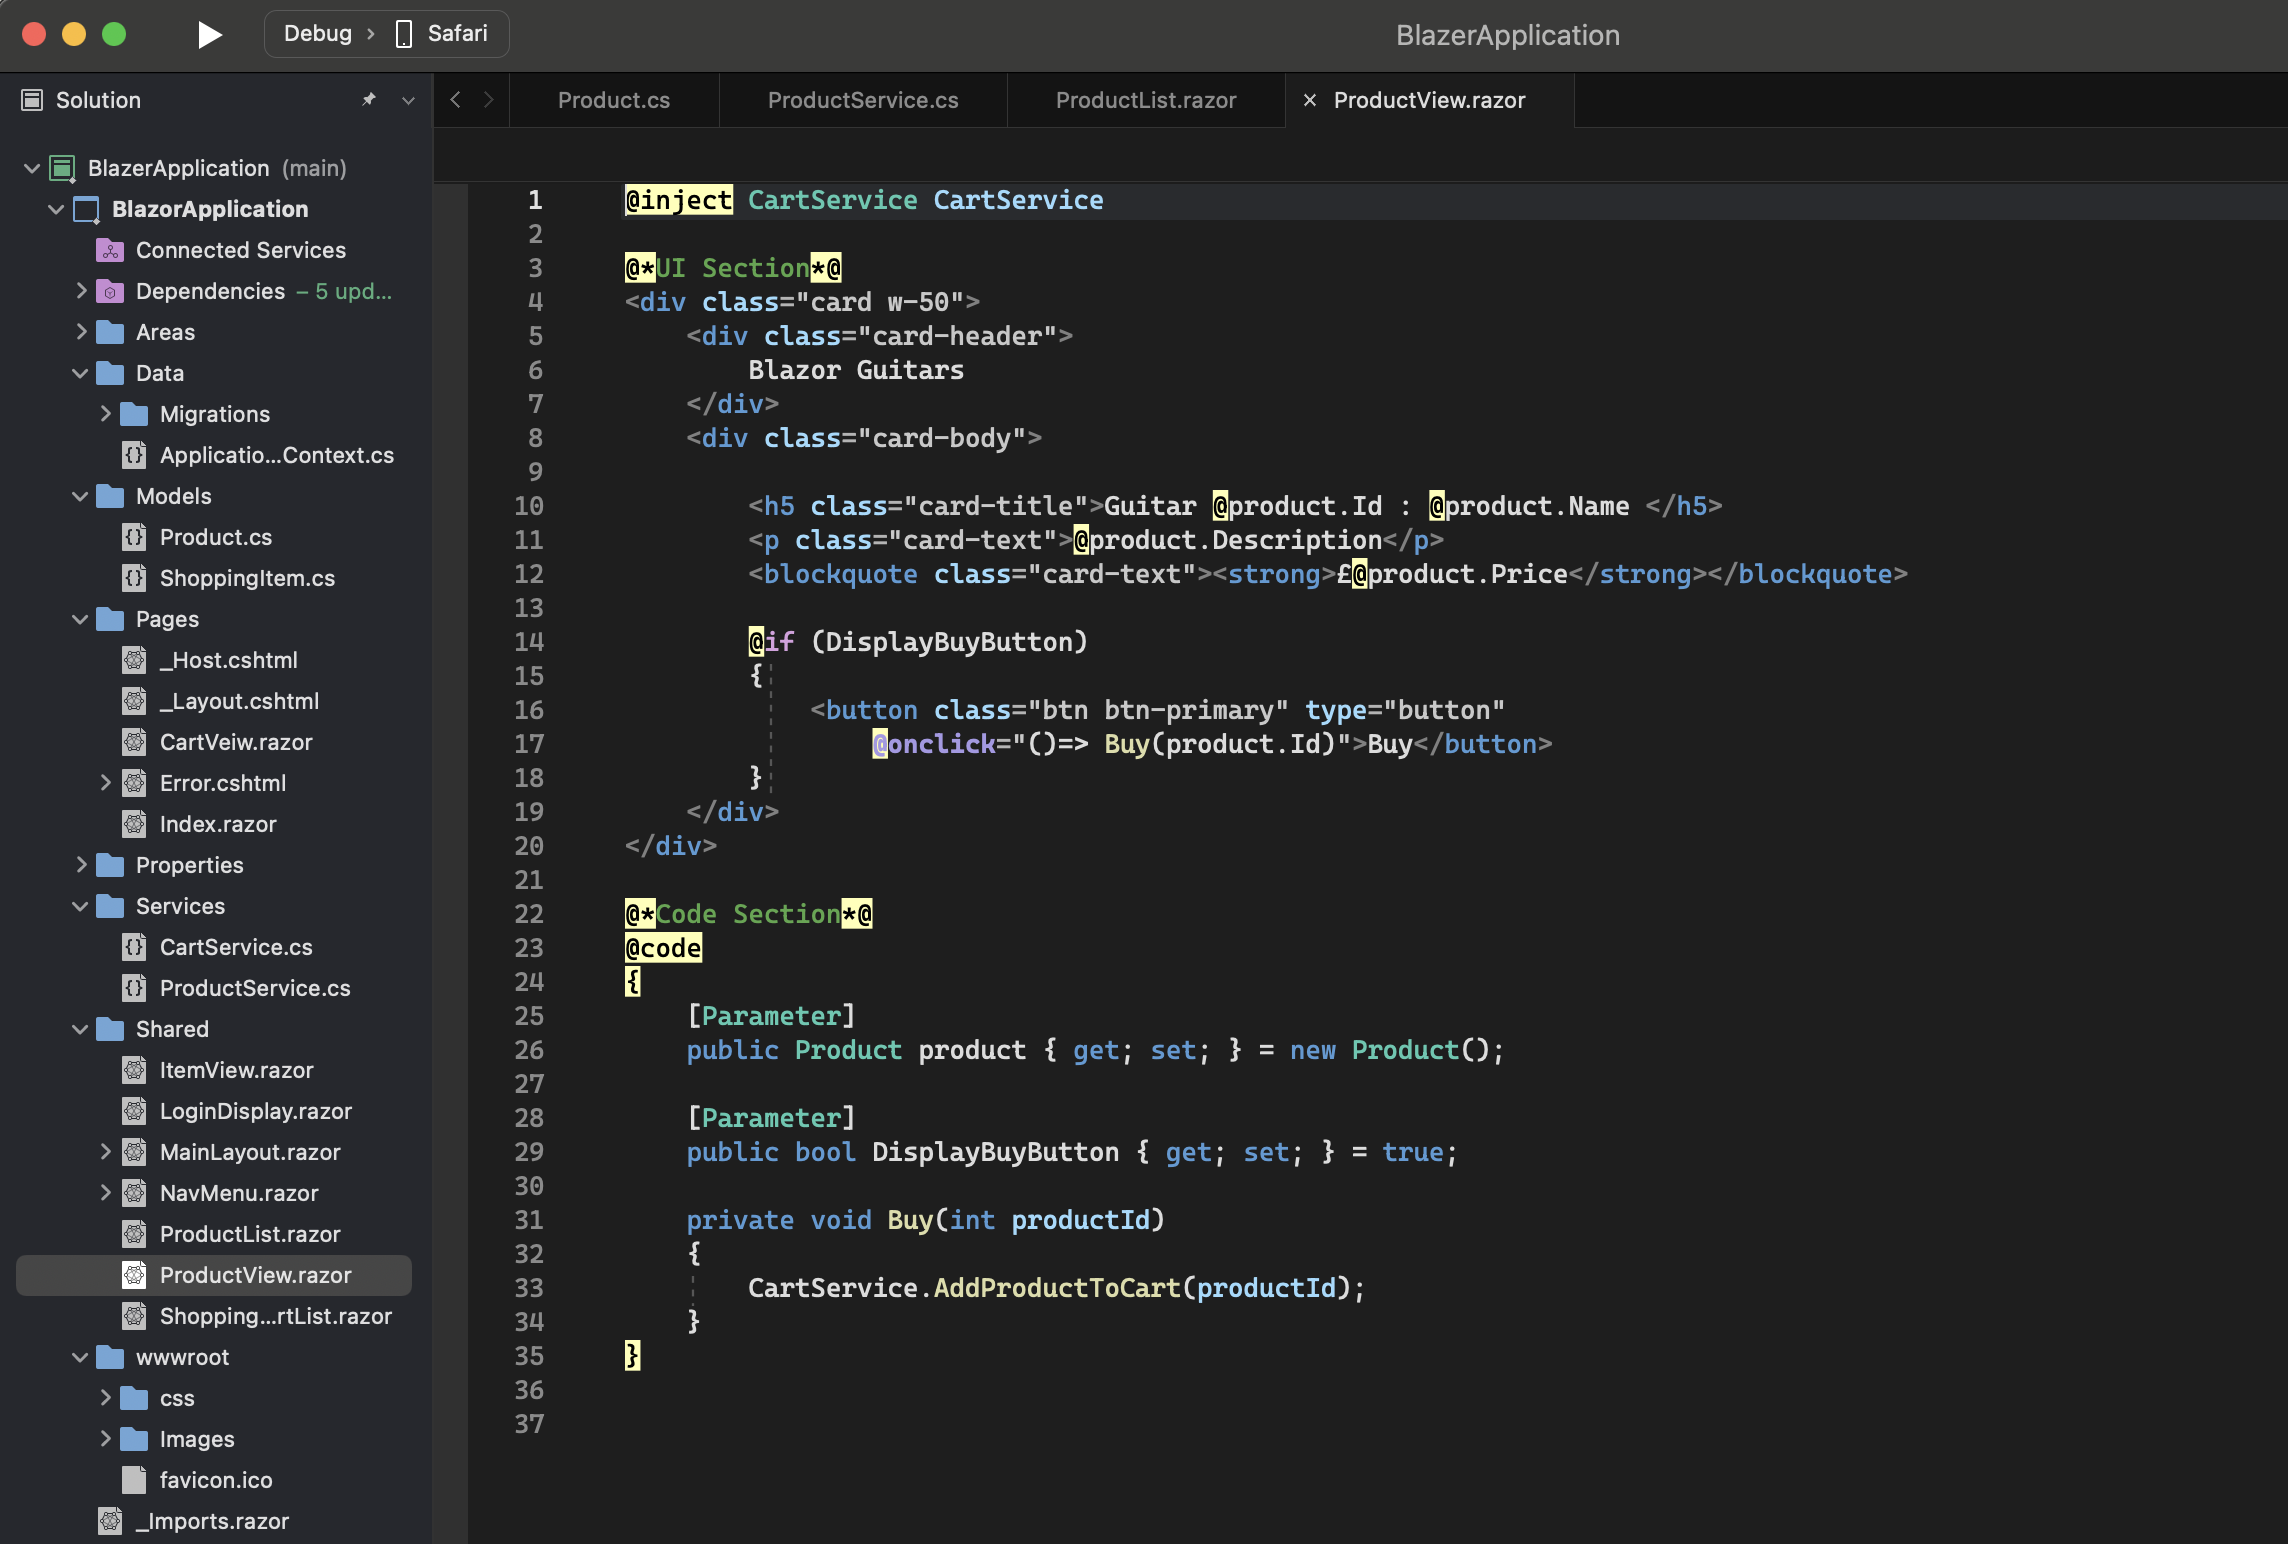 Debug › Safari
BlazerApplication
Solution
Product.cs
ProductService.cs
ProductList.razor
× ProductView.razor
BlazerApplication (main)
BlazorApplication
Connected Services
Dependencies – 5 upd...
Areas
Data
Migrations
Applicatio...Context.cs
Models
Product.cs
ShoppingItem.cs
Pages
_Host.cshtml
_Layout.cshtml
CartVeiw.razor
Error.cshtml
Index.razor
Properties
Services
CartService.cs
ProductService.cs
Shared
ItemView.razor
LoginDisplay.razor
MainLayout.razor
NavMenu.razor
ProductList.razor
ProductView.razor
Shopping...rtList.razor
wwwroot
css
Images
favicon.ico
_Imports.razor
1 @inject CartService CartService
2
3 @*UI Section*@
4 <div class="card w-50">
5 <div class="card-header">
6 Blazor Guitars
7 </div>
8 <div class="card-body">
9
10 <h5 class="card-title">Guitar @product.Id : @product.Name </h5>
11 <p class="card-text">@product.Description</p>
12 <blockquote class="card-text"><strong>£@product.Price</strong></blockquote>
13
14 @if (DisplayBuyButton)
15 {
16 <button class="btn btn-primary" type="button"
17 @onclick="()=> Buy(product.Id)">Buy</button>
18 }
19 </div>
20 </div>
21
22 @*Code Section*@
23 @code
24 {
25 [Parameter]
26 public Product product { get; set; } = new Product();
27
28 [Parameter]
29 public bool DisplayBuyButton { get; set; } = true;
30
31 private void Buy(int productId)
32 {
33 CartService.AddProductToCart(productId);
34 }
35 }
36
37